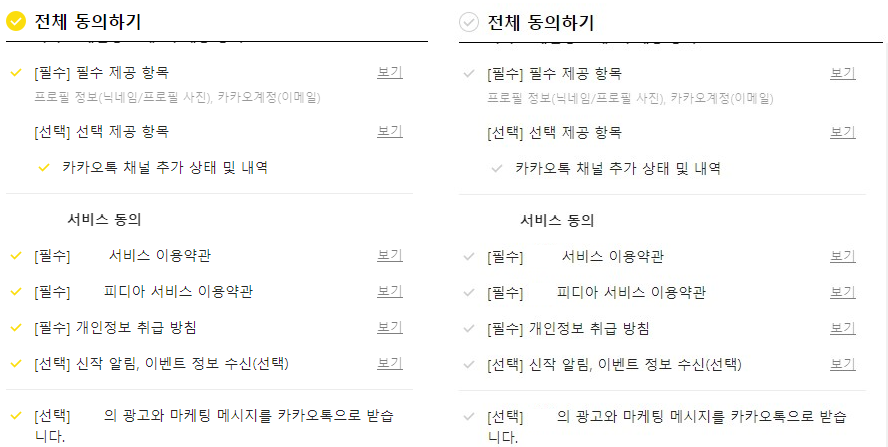 전체 동의하기
[필수] 필수 제공 항목 보기
프로필 정보(닉네임/프로필 사진), 카카오계정(이메일)
[선택] 선택 제공 항목 보기
카카오톡 채널 추가 상태 및 내역
서비스 동의
[필수] 서비스 이용약관 보기
[필수] 피디아 서비스 이용약관 보기
[필수] 개인정보 취급 방침 보기
[선택] 신작 알림, 이벤트 정보 수신(선택) 보기
[선택] 의 광고와 마케팅 메시지를 카카오톡으로 받습
니다.
전체 동의하기
[필수] 필수 제공 항목 보기
프로필 정보(닉네임/프로필 사진), 카카오계정(이메일)
[선택] 선택 제공 항목 보기
카카오톡 채널 추가 상태 및 내역
서비스 동의
[필수] 서비스 이용약관 보기
[필수] 피디아 서비스 이용약관 보기
[필수] 개인정보 취급 방침 보기
[선택] 신작 알림, 이벤트 정보 수신(선택) 보기
[선택] 의 광고와 마케팅 메시지를 카카오톡으로 받습
니다.